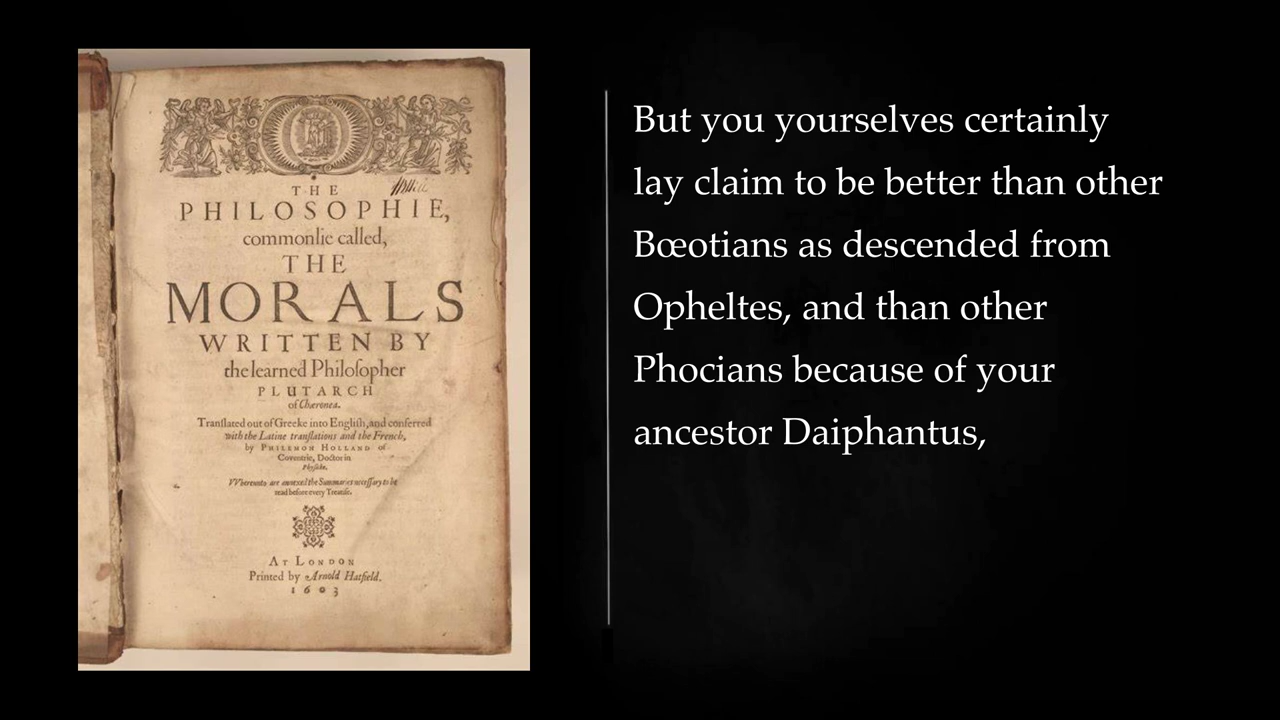 THE
PHILOSOPHIE,
commonlie called,
THE
MORALS
WRITTEN BY
the learned Philosopher
PLUTARCH
of Chæronea.
Tranſlated out of Greeke into Engliſh, and conferred
with the Latine tranſlations and the French,
by PHILEMON HOLLAND of
Coventrie, Doctor in
Phyſicke.
VVhereunto are annexed the Summaries neceſſary to be
read before every Treatiſe.
AT LONDON
Printed by Arnold Hatfield.
1603
But you yourselves certainly
lay claim to be better than other
Bœotians as descended from
Opheltes, and than other
Phocians because of your
ancestor Daiphantus,